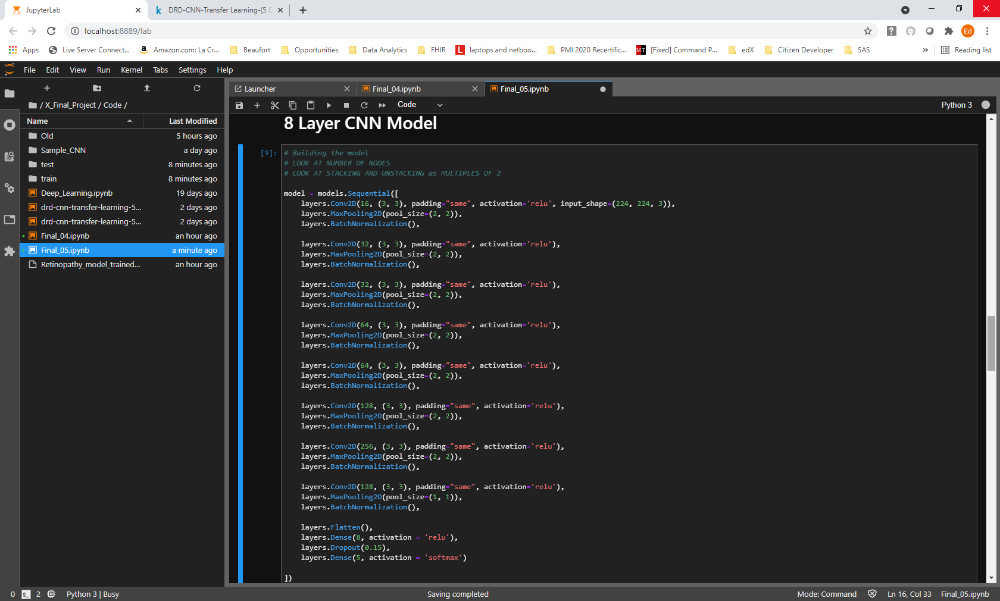 JupyterLab
DRD-CNN-Transfer Learning-(5 C
localhost:8889/lab
Ed
Apps
Live Server Connect...
Amazon.com: La Cr...
Beaufort
Opportunities
Data Analytics
FHIR
L laptops and netboo...
PMI 2020 Recertific...
MT [Fixed] Command P...
edX
Citizen Developer
SAS
»
Reading list
File Edit View Run Kernel Tabs Settings Help
/ X_Final_Project / Code /
Name Last Modified
Old 5 hours ago
Sample_CNN a day ago
test 8 minutes ago
train 8 minutes ago
Deep_Learning.ipynb 19 days ago
drd-cnn-transfer-learning-5... 2 days ago
drd-cnn-transfer-learning-5... 2 days ago
Final_04.ipynb an hour ago
Final_05.ipynb a minute ago
Retinopathy_model_trained... an hour ago
Launcher
Final_04.ipynb
Final_05.ipynb
Code
Python 3
8 Layer CNN Model
[9]:
# Building the model
# LOOK AT NUMBER OF NODES
# LOOK AT STACKING AND UNSTACKING as MULTIPLES OF 2
model = models.Sequential([
layers.Conv2D(16, (3, 3), padding="same", activation='relu', input_shape=(224, 224, 3)),
layers.MaxPooling2D(pool_size=(2, 2)),
layers.BatchNormalization(),
layers.Conv2D(32, (3, 3), padding="same", activation='relu'),
layers.MaxPooling2D(pool_size=(2, 2)),
layers.BatchNormalization(),
layers.Conv2D(32, (3, 3), padding="same", activation='relu'),
layers.MaxPooling2D(pool_size=(2, 2)),
layers.BatchNormalization(),
layers.Conv2D(64, (3, 3), padding="same", activation='relu'),
layers.MaxPooling2D(pool_size=(2, 2)),
layers.BatchNormalization(),
layers.Conv2D(64, (3, 3), padding="same", activation='relu'),
layers.MaxPooling2D(pool_size=(2, 2)),
layers.BatchNormalization(),
layers.Conv2D(128, (3, 3), padding="same", activation='relu'),
layers.MaxPooling2D(pool_size=(2, 2)),
layers.BatchNormalization(),
layers.Conv2D(256, (3, 3), padding="same", activation='relu'),
layers.MaxPooling2D(pool_size=(2, 2)),
layers.BatchNormalization(),
layers.Conv2D(128, (3, 3), padding="same", activation='relu'),
layers.MaxPooling2D(pool_size=(1, 1)),
layers.BatchNormalization(),
layers.Flatten(),
layers.Dense(8, activation = 'relu'),
layers.Dropout(0.15),
layers.Dense(5, activation = 'softmax')
])
0 $_ 2 Python 3 | Busy
Saving completed
Mode: Command
Ln 16, Col 33 Final_05.ipynb